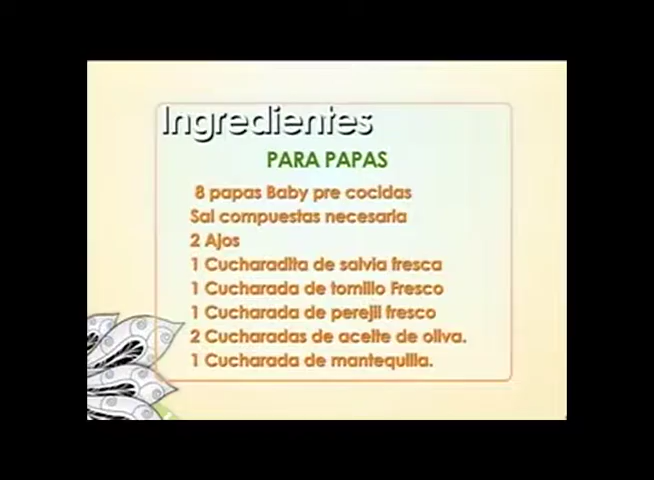 Ingredientes
PARA PAPAS
8 papas Baby pre cocidas
Sal compuestas necesaria
2 Ajos
1 Cucharadita de salvia fresca
1 Cucharada de tomillo Fresco
1 Cucharada de perejil fresco
2 Cucharadas de aceite de oliva.
1 Cucharada de mantequilla.